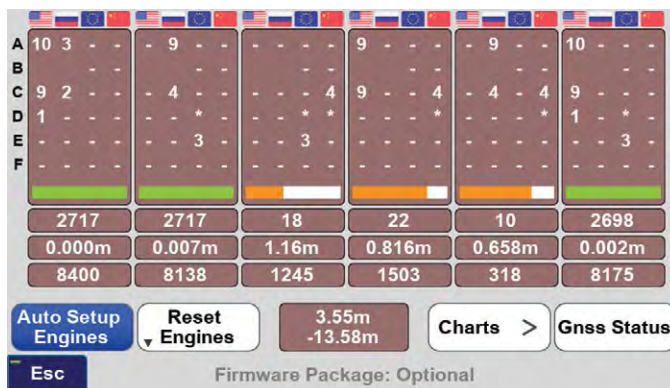 A 10 3 - - - 9 - - - - - - 9 - - - - 9 - - 10 - - -
B - - - - - - - - - - - -
C 9 2 - - - 4 - - - - - 4 9 - - 4 - 4 - 4 9 - - -
D 1 - - - - * - - - * * - - - * - - - * 1 - * -
E - - - - - - 3 - - - 3 - - - - - - - - - - - 3 -
F - - - - - - - - - - - - - - - - - - - - - - - -
2717 2717 18 22 10 2698
0.000m 0.007m 1.16m 0.816m 0.658m 0.002m
8400 8138 1245 1503 318 8175
Auto Setup Engines
Reset Engines
3.55m
-13.58m
Charts >
Gnss Status
Esc
Firmware Package: Optional